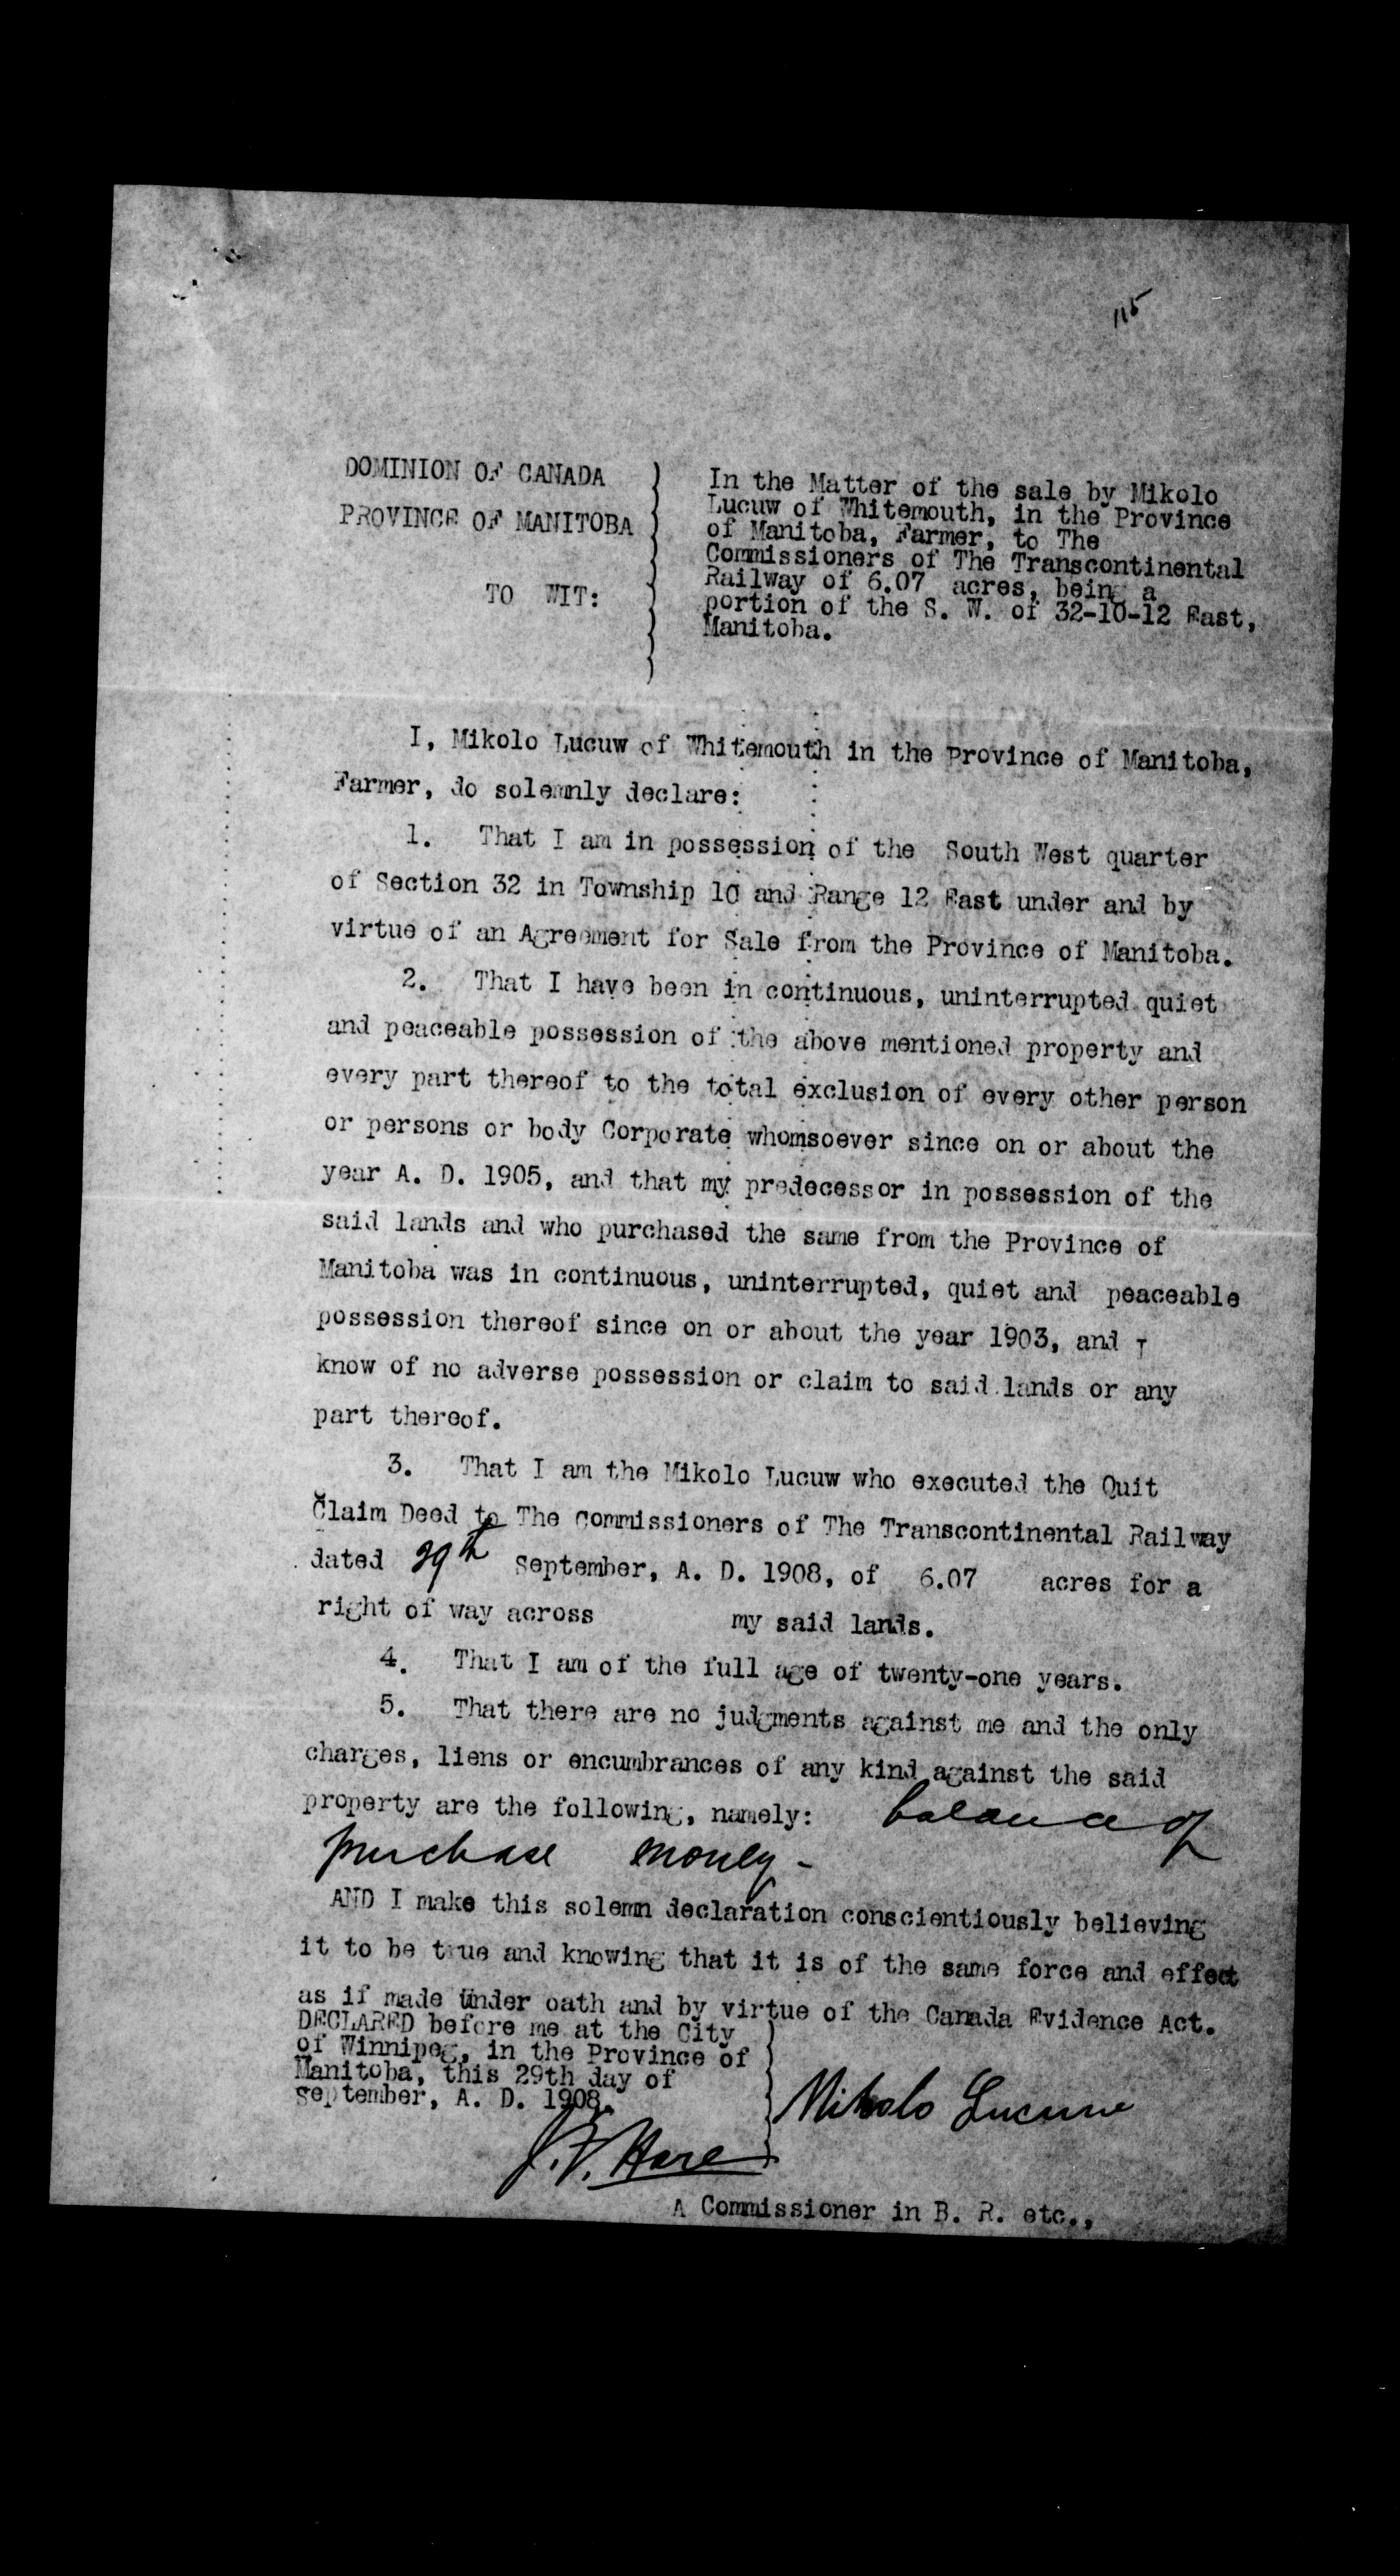 115
DOMINION OF CANADA
PROVINCE OF MANITOBA
TO WIT:
In the Matter of the sale by Mikolo
Lucuw of Whitemouth, in the Province
of Manitoba, Farmer, to The
Commissioners of The Transcontinental
Railway of 6.07 acres, being a
portion of the S. W. of 32-10-12 East,
Manitoba.
I, Mikolo Lucuw of Whitemouth in the Province of Manitoba,
Farmer, do solemnly declare:
1. That I am in possession of the South West quarter
of Section 32 in Township 10 and Range 12 East under and by
virtue of an Agreement for Sale from the Province of Manitoba.
2. That I have been in continuous, uninterrupted quiet
and peaceable possession of the above mentioned property and
every part thereof to the total exclusion of every other person
or persons or body Corporate whomsoever since on or about the
year A. D. 1905, and that my predecessor in possession of the
said lands and who purchased the same from the Province of
Manitoba was in continuous, uninterrupted, quiet and peaceable
possession thereof since on or about the year 1903, and I
know of no adverse possession or claim to said lands or any
part thereof.
3. That I am the Mikolo Lucuw who executed the Quit
Claim Deed to The Commissioners of The Transcontinental Railway
dated 29th September, A. D. 1908, of 6.07 acres for a
right of way across my said lands.
4. That I am of the full age of twenty-one years.
5. That there are no judgments against me and the only
charges, liens or encumbrances of any kind against the said
property are the following, namely: balance of
purchase money -
AND I make this solemn declaration conscientiously believing
it to be true and knowing that it is of the same force and effect
as if made under oath and by virtue of the Canada Evidence Act.
DECLARED before me at the City
of Winnipeg, in the Province of
Manitoba, this 29th day of
September, A. D. 1908.
Mikolo Lucuw
J. F. Hare
A Commissioner in B. R. etc.,